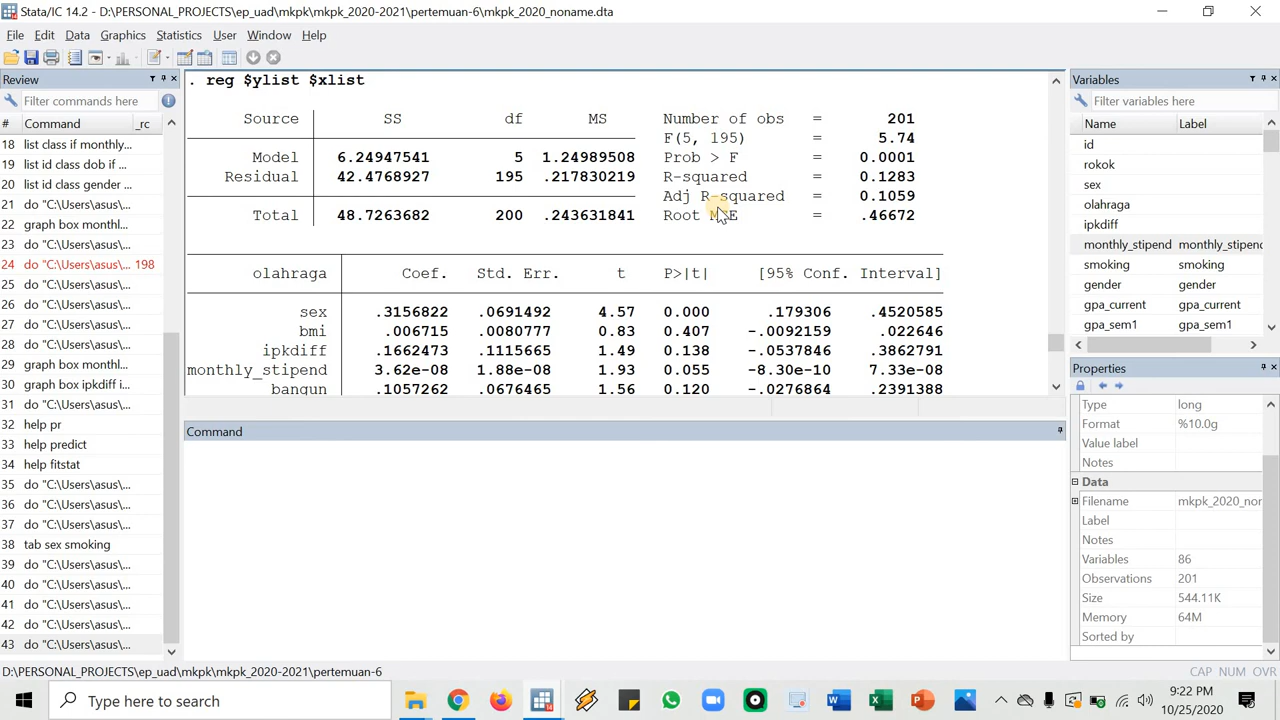 Stata/IC 14.2 - D:\PERSONAL_PROJECTS\ep_uad\mkpk_2020-2021\pertemuan-6\mkpk_2020_noname.dta
File Edit Data Graphics Statistics User Window Help
Review
Filter commands here
# Command _rc
18 list class if monthly...
19 list id class dob if ...
20 list id class gender ...
21 do "C:\Users\asus\...
22 graph box monthl...
23 do "C:\Users\asus\...
24 do "C:\Users\asus\... 198
25 do "C:\Users\asus\...
26 do "C:\Users\asus\...
27 do "C:\Users\asus\...
28 do "C:\Users\asus\...
29 graph box monthl...
30 graph box ipkdiff i...
31 do "C:\Users\asus\...
32 help pr
33 help predict
34 help fitstat
35 do "C:\Users\asus\...
36 do "C:\Users\asus\...
37 do "C:\Users\asus\...
38 tab sex smoking
39 do "C:\Users\asus\...
40 do "C:\Users\asus\...
41 do "C:\Users\asus\...
42 do "C:\Users\asus\...
43 do "C:\Users\asus\...
. reg $ylist $xlist
Source SS df MS Number of obs = 201
F(5, 195) = 5.74
Model 6.24947541 5 1.24989508 Prob > F = 0.0001
Residual 42.4768927 195 .217830219 R-squared = 0.1283
Adj R-squared = 0.1059
Total 48.7263682 200 .243631841 Root MSE = .46672
olahraga Coef. Std. Err. t P>|t| [95% Conf. Interval]
sex .3156822 .0691492 4.57 0.000 .179306 .4520585
bmi .006715 .0080777 0.83 0.407 -.0092159 .022646
ipkdiff .1662473 .1115665 1.49 0.138 -.0537846 .3862791
monthly_stipend 3.62e-08 1.88e-08 1.93 0.055 -8.30e-10 7.33e-08
bangun .1057262 .0676465 1.56 0.120 -.0276864 .2391388
Command
Variables
Filter variables here
Name Label
id
rokok
sex
olahraga
ipkdiff
monthly_stipend monthly_stipend
smoking smoking
gender gender
gpa_current gpa_current
gpa_sem1 gpa_sem1
Properties
Type long
Format %10.0g
Value label
Notes
Data
Filename mkpk_2020_nor
Label
Notes
Variables 86
Observations 201
Size 544.11K
Memory 64M
Sorted by
D:\PERSONAL_PROJECTS\ep_uad\mkpk\mkpk_2020-2021\pertemuan-6
CAP NUM OVR
Type here to search
9:22 PM
10/25/2020